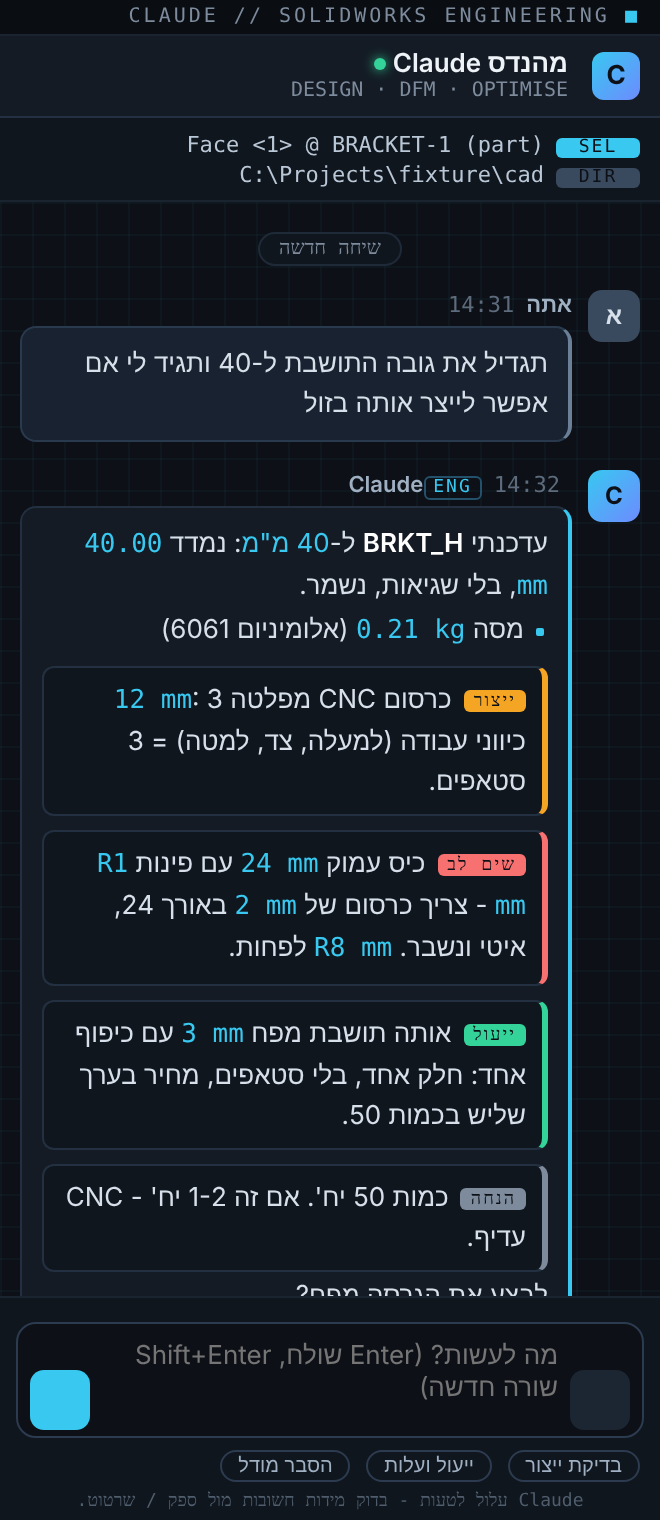 CLAUDE // SOLIDWORKS ENGINEERING
C
מהנדס Claude
DESIGN · DFM · OPTIMISE
SEL Face <1> @ BRACKET-1 (part)
DIR C:\Projects\fixture\cad
שיחה חדשה
א
אתה 14:31
תגדיל את גובה התושבת ל-40 ותגיד לי אם
אפשר לייצר אותה בזול
C
Claude ENG 14:32
עדכנתי BRKT_H ל-40 מ"מ: נמדד 40.00
mm, בלי שגיאות, נשמר.
▪ מסה 0.21 kg (אלומיניום 6061)
ייצור כרסום CNC מפלטה 12 mm: 3
כיווני עבודה (למעלה, צד, למטה) = 3
סטאפים.
שים לב כיס עמוק 24 mm עם פינות R1
mm - צריך כרסום של 2 mm באורך 24,
איטי ונשבר. R8 mm לפחות.
ייעול אותה תושבת מפח 3 mm עם כיפוף
אחד: חלק אחד, בלי סטאפים, מחיר בערך
שליש בכמות 50.
הנחה כמות 50 יח'. אם זה 1-2 יח' - CNC
עדיף.
לבצע את הגרסה מפח?
מה לעשות? (Enter שולח, Shift+Enter
שורה חדשה)
בדיקת ייצור
ייעול ועלות
הסבר מודל
Claude עלול לטעות - בדוק מידות חשובות מול ספק / שרטוט.